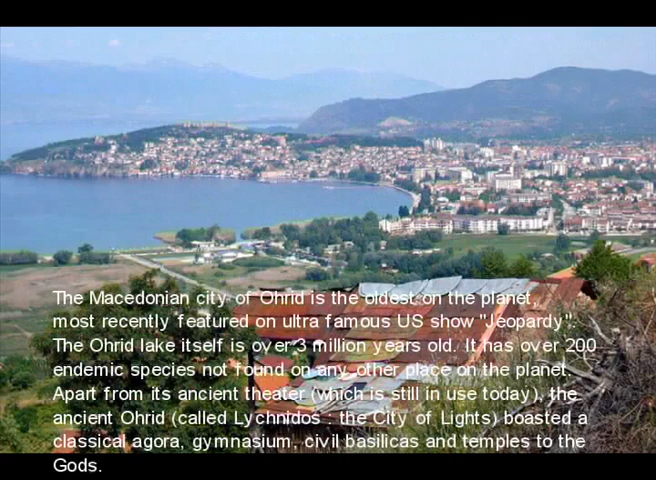 The Macedonian city of Ohrid is the oldest on the planet,
most recently featured on ultra famous US show "Jeopardy".
The Ohrid lake itself is over 3 million years old. It has over 200
endemic species not found on any other place on the planet.
Apart from its ancient theater (which is still in use today), the
ancient Ohrid (called Lychnidos : the City of Lights) boasted a
classical agora, gymnasium, civil basilicas and temples to the
Gods.